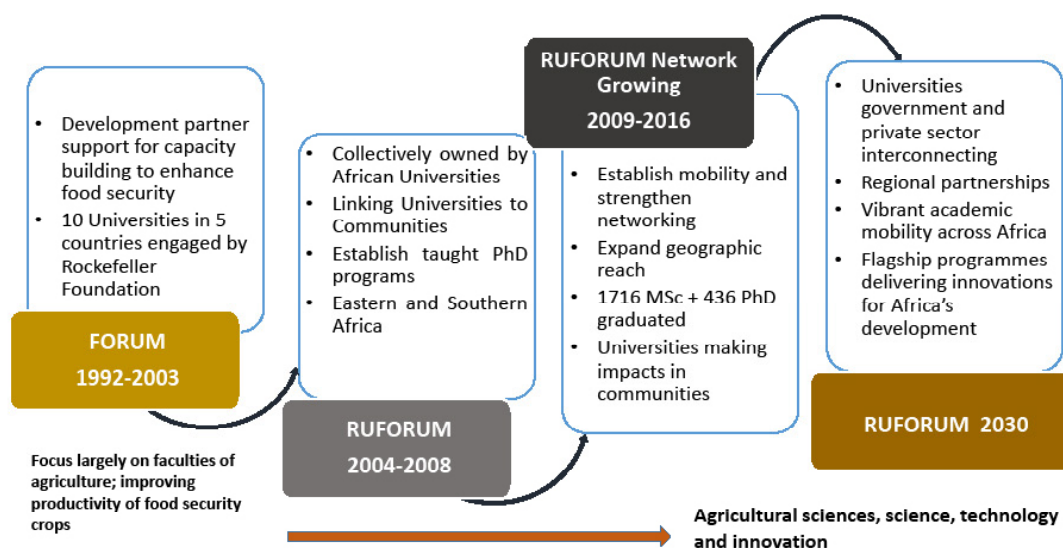 • Development partner
support for capacity
building to enhance
food security
• 10 Universities in 5
countries engaged by
Rockefeller
Foundation
FORUM
1992-2003
Focus largely on faculties of
agriculture; improving
productivity of food security
crops
• Collectively owned by
African Universities
• Linking Universities to
Communities
• Establish taught PhD
programs
• Eastern and Southern
Africa
RUFORUM
2004-2008
RUFORUM Network
Growing
2009-2016
• Establish mobility and
strengthen
networking
• Expand geographic
reach
• 1716 MSc + 436 PhD
graduated
• Universities making
impacts in
communities
• Universities
government and
private sector
interconnecting
• Regional partnerships
• Vibrant academic
mobility across Africa
• Flagship programmes
delivering innovations
for Africa's
development
RUFORUM 2030
Agricultural sciences, science, technology
and innovation